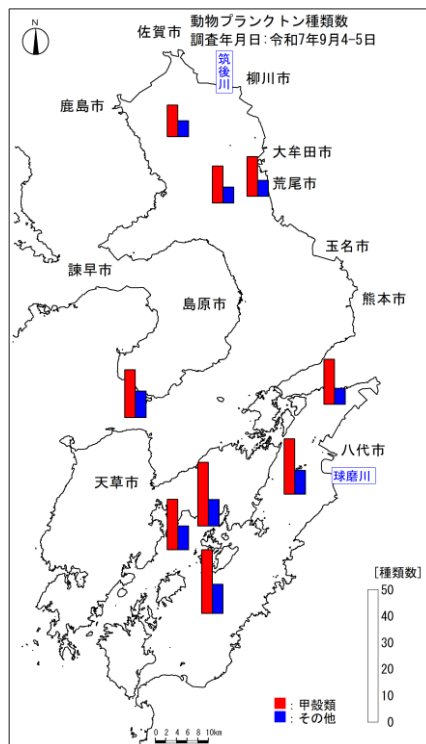 動物プランクトン種類数
調査年月日：令和7年9月4-5日
N
佐賀市
筑後川
柳川市
鹿島市
大牟田市
荒尾市
玉名市
諫早市
島原市
熊本市
八代市
球磨川
天草市
[種類数]
50
40
30
20
10
0
：甲殻類
：その他
0 2 4 6 8 10km